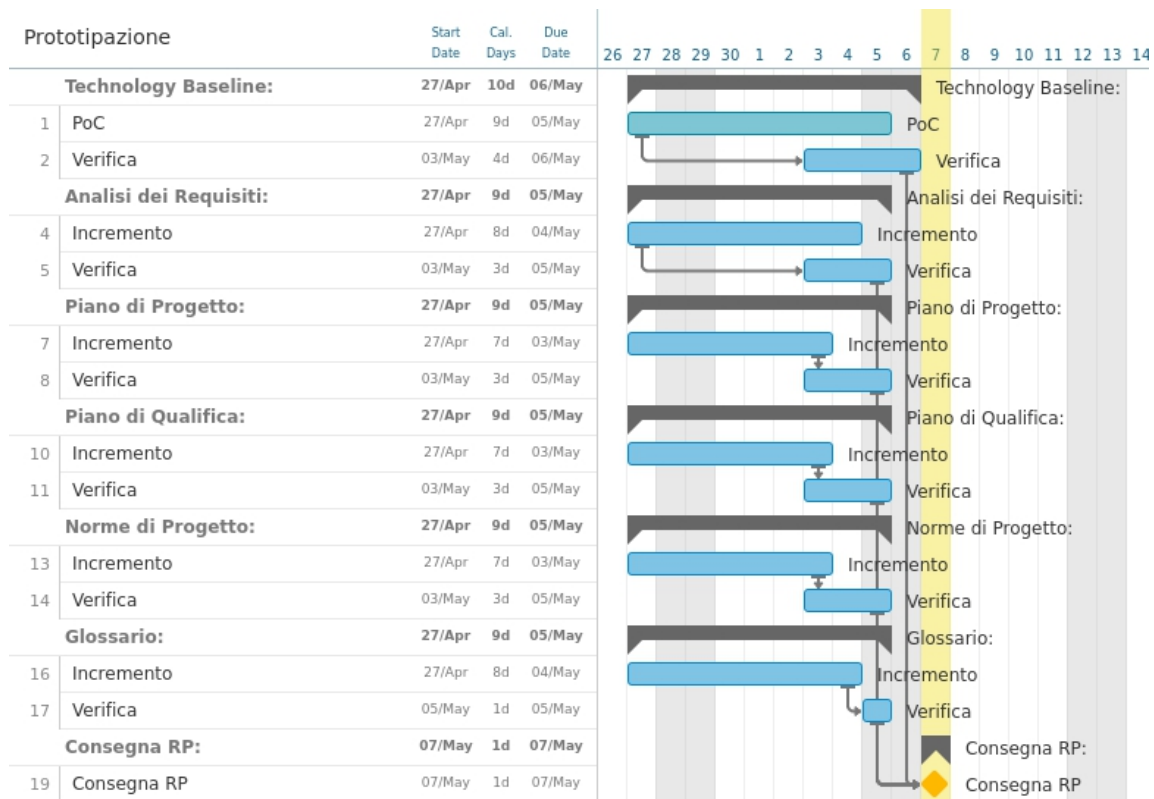 Prototipazione Start Date Cal. Days Due Date 26 27 28 29 30 1 2 3 4 5 6 7 8 9 10 11 12 13 14
Technology Baseline: 27/Apr 10d 06/May Technology Baseline:
1 PoC 27/Apr 9d 05/May PoC
2 Verifica 03/May 4d 06/May Verifica
Analisi dei Requisiti: 27/Apr 9d 05/May Analisi dei Requisiti:
4 Incremento 27/Apr 8d 04/May Incremento
5 Verifica 03/May 3d 05/May Verifica
Piano di Progetto: 27/Apr 9d 05/May Piano di Progetto:
7 Incremento 27/Apr 7d 03/May Incremento
8 Verifica 03/May 3d 05/May Verifica
Piano di Qualifica: 27/Apr 9d 05/May Piano di Qualifica:
10 Incremento 27/Apr 7d 03/May Incremento
11 Verifica 03/May 3d 05/May Verifica
Norme di Progetto: 27/Apr 9d 05/May Norme di Progetto:
13 Incremento 27/Apr 7d 03/May Incremento
14 Verifica 03/May 3d 05/May Verifica
Glossario: 27/Apr 9d 05/May Glossario:
16 Incremento 27/Apr 8d 04/May Incremento
17 Verifica 05/May 1d 05/May Verifica
Consegna RP: 07/May 1d 07/May Consegna RP:
19 Consegna RP 07/May 1d 07/May Consegna RP